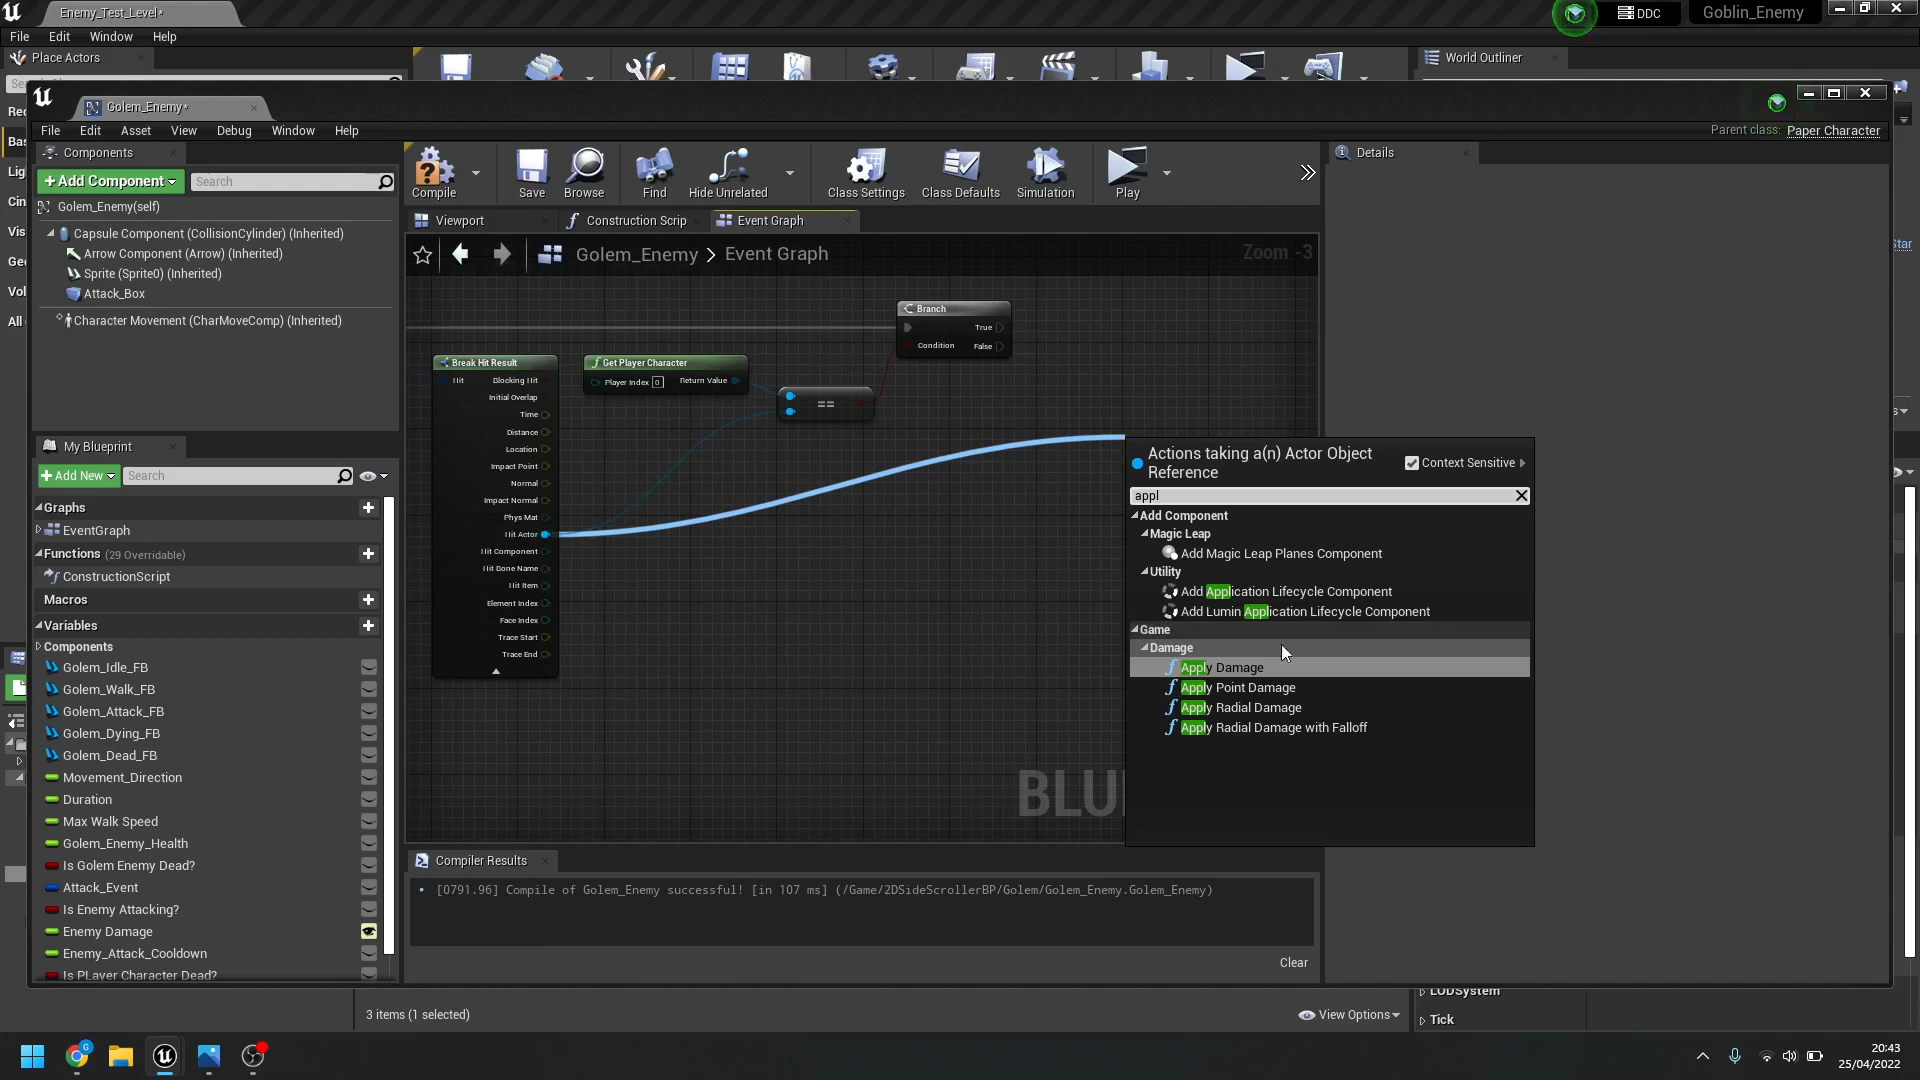 Enemy_Test_Level*
DDC
Goblin_Enemy
File Edit Window Help
Place Actors
World Outliner
Golem_Enemy*
File Edit Asset View Debug Window Help
Parent class: Paper Character
Components
+ Add Component
Search
Compile
Save
Browse
Find
Hide Unrelated
Class Settings
Class Defaults
Simulation
Play
Details
Golem_Enemy(self)
Capsule Component (CollisionCylinder) (Inherited)
Arrow Component (Arrow) (Inherited)
Sprite (Sprite0) (Inherited)
Attack_Box
Character Movement (CharMoveComp) (Inherited)
Viewport
Construction Scrip
Event Graph
Golem_Enemy > Event Graph
Zoom -3
Branch
True
Condition False
Break Hit Result
Hit Blocking Hit
Initial Overlap
Time
Distance
Location
Impact Point
Normal
Impact Normal
Phys Mat
Hit Actor
Hit Component
Hit Bone Name
Hit Item
Element Index
Face Index
Trace Start
Trace End
Get Player Character
Player Index 0 Return Value
==
BLU
Actions taking a(n) Actor Object
Reference
Context Sensitive
appl
Add Component
Magic Leap
Add Magic Leap Planes Component
Utility
Add Application Lifecycle Component
Add Lumin Application Lifecycle Component
Game
Damage
Apply Damage
Apply Point Damage
Apply Radial Damage
Apply Radial Damage with Falloff
My Blueprint
+ Add New
Search
Graphs
EventGraph
Functions (29 Overridable)
ConstructionScript
Macros
Variables
Components
Golem_Idle_FB
Golem_Walk_FB
Golem_Attack_FB
Golem_Dying_FB
Golem_Dead_FB
Movement_Direction
Duration
Max Walk Speed
Golem_Enemy_Health
Is Golem Enemy Dead?
Attack_Event
Is Enemy Attacking?
Enemy Damage
Enemy_Attack_Cooldown
Is PLayer Character Dead?
Compiler Results
[0791.96] Compile of Golem_Enemy successful! [in 107 ms] (/Game/2DSideScrollerBP/Golem/Golem_Enemy.Golem_Enemy)
Clear
3 items (1 selected)
View Options
LODSystem
Tick
20:43
25/04/2022